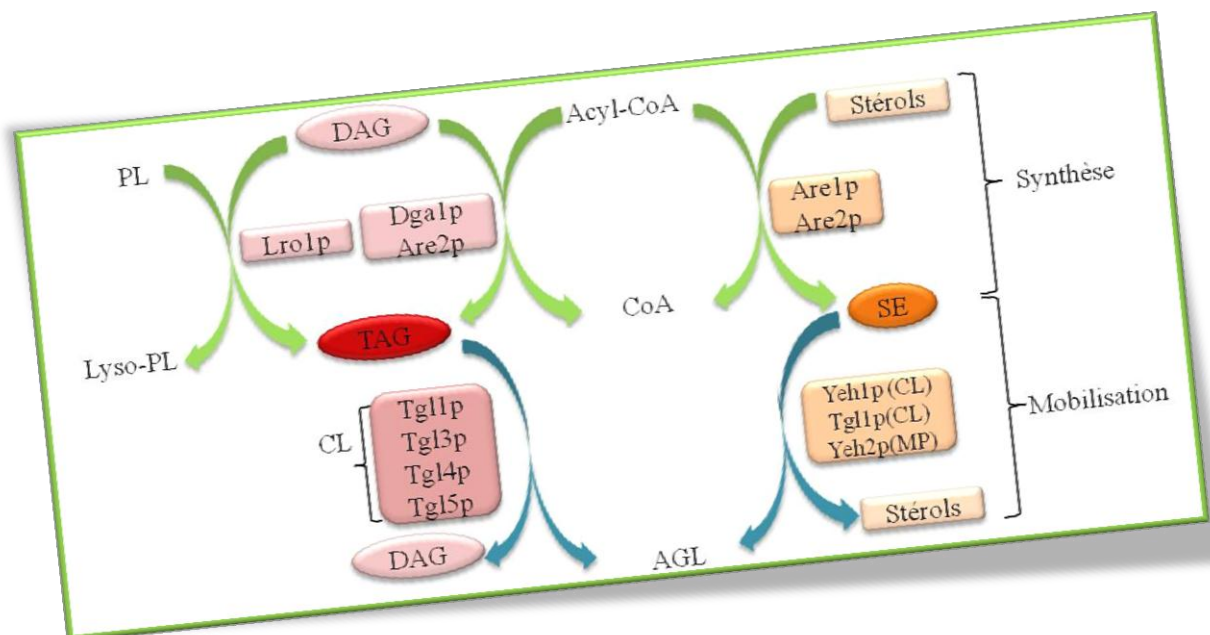 DAG
Acyl-CoA
Stérols
PL
Synthèse
Lro1p
Dga1p
Are2p
Are1p
Are2p
CoA
SE
TAG
Lyso-PL
CL
Tgl1p
Tgl3p
Tgl4p
Tgl5p
Yeh1p(CL)
Tgl1p(CL)
Yeh2p(MP)
Mobilisation
Stérols
DAG
AGL